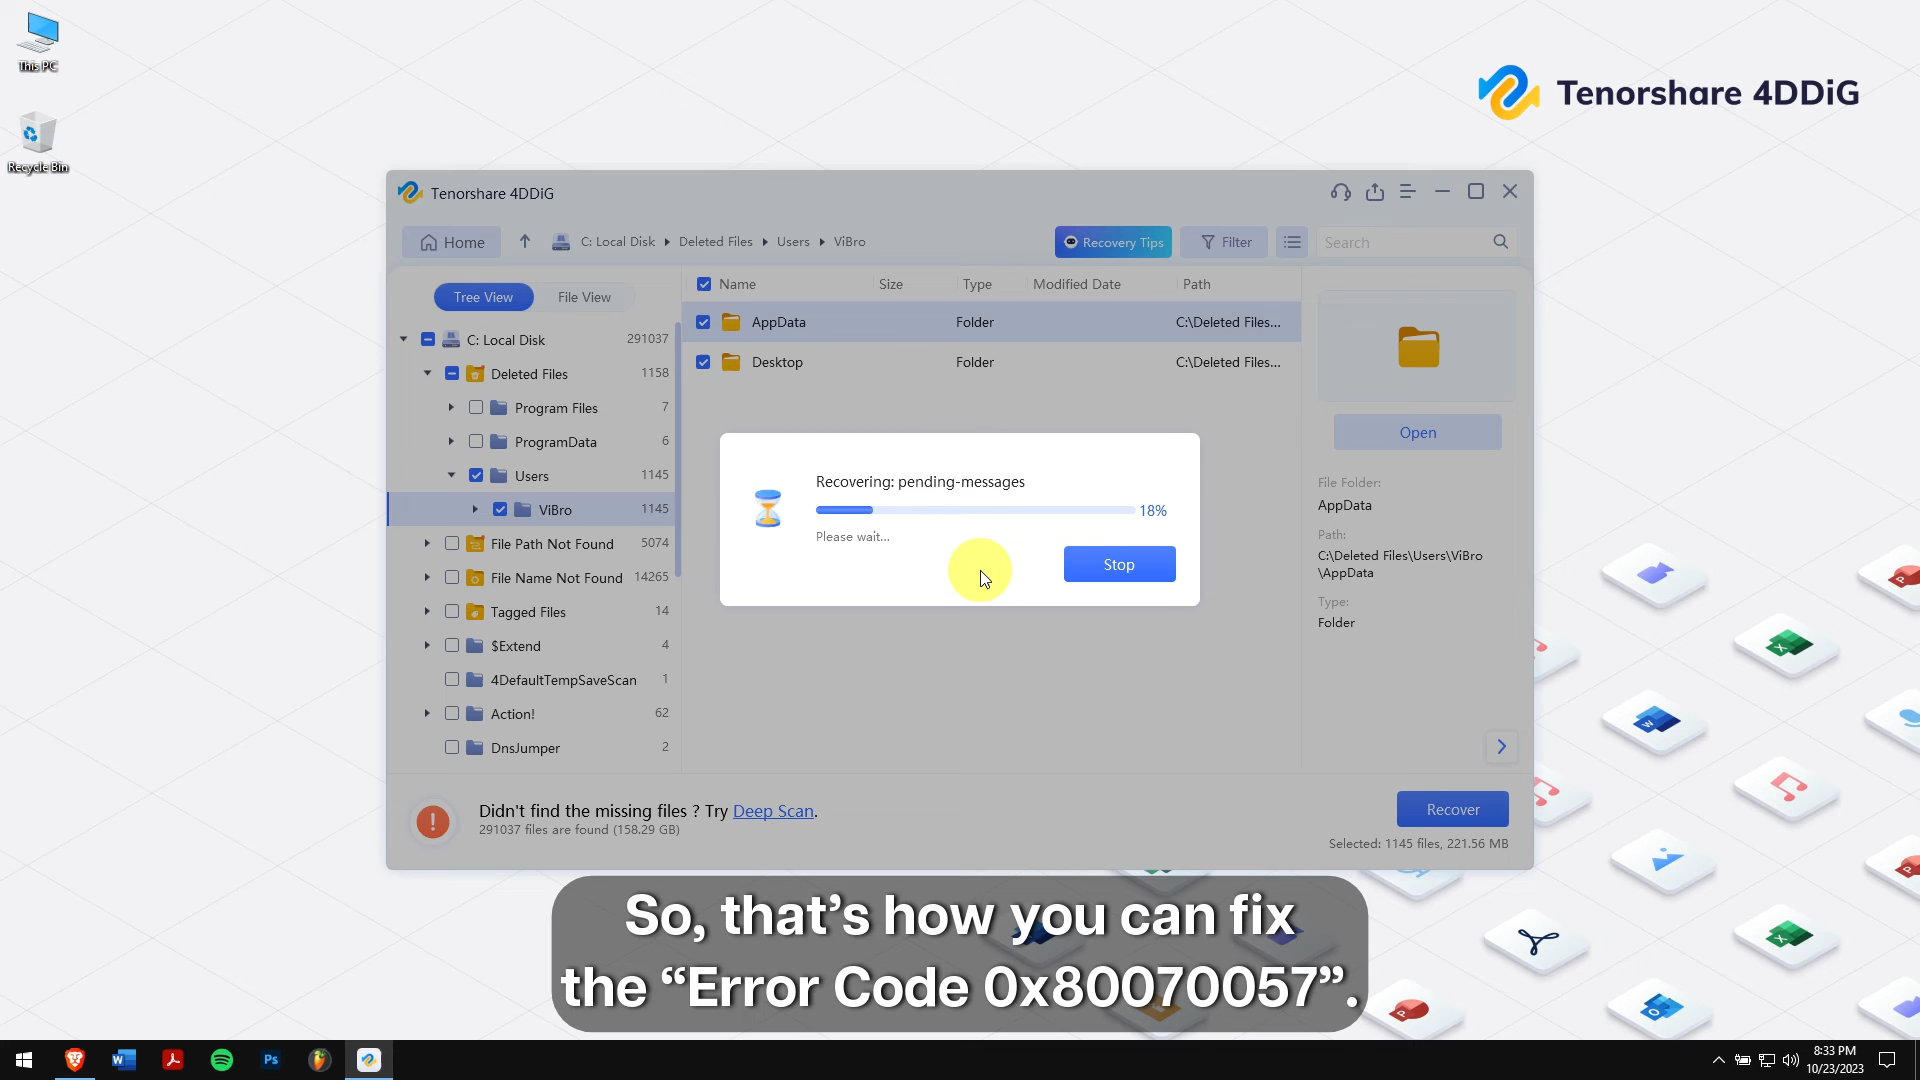 This PC
Recycle Bin
Tenorshare 4DDiG
Tenorshare 4DDiG
Home
C: Local Disk
Deleted Files
Users
ViBro
Recovery Tips
Filter
Search
Tree View
File View
Name Size Type Modified Date Path
AppData Folder C:\Deleted Files...
Desktop Folder C:\Deleted Files...
C: Local Disk 291037
Deleted Files 1158
Program Files 7
ProgramData 6
Users 1145
ViBro 1145
File Path Not Found 5074
File Name Not Found 14265
Tagged Files 14
$Extend 4
4DefaultTempSaveScan 1
Action! 62
DnsJumper 2
Recovering: pending-messages
18%
Please wait...
Stop
Open
File Folder:
AppData
Path:
C:\Deleted Files\Users\ViBro
\AppData
Type:
Folder
Didn't find the missing files ? Try Deep Scan.
291037 files are found (158.29 GB)
Recover
Selected: 1145 files, 221.56 MB
So, that’s how you can fix
the “Error Code 0x80070057”.
Ps
8:33 PM
10/23/2023